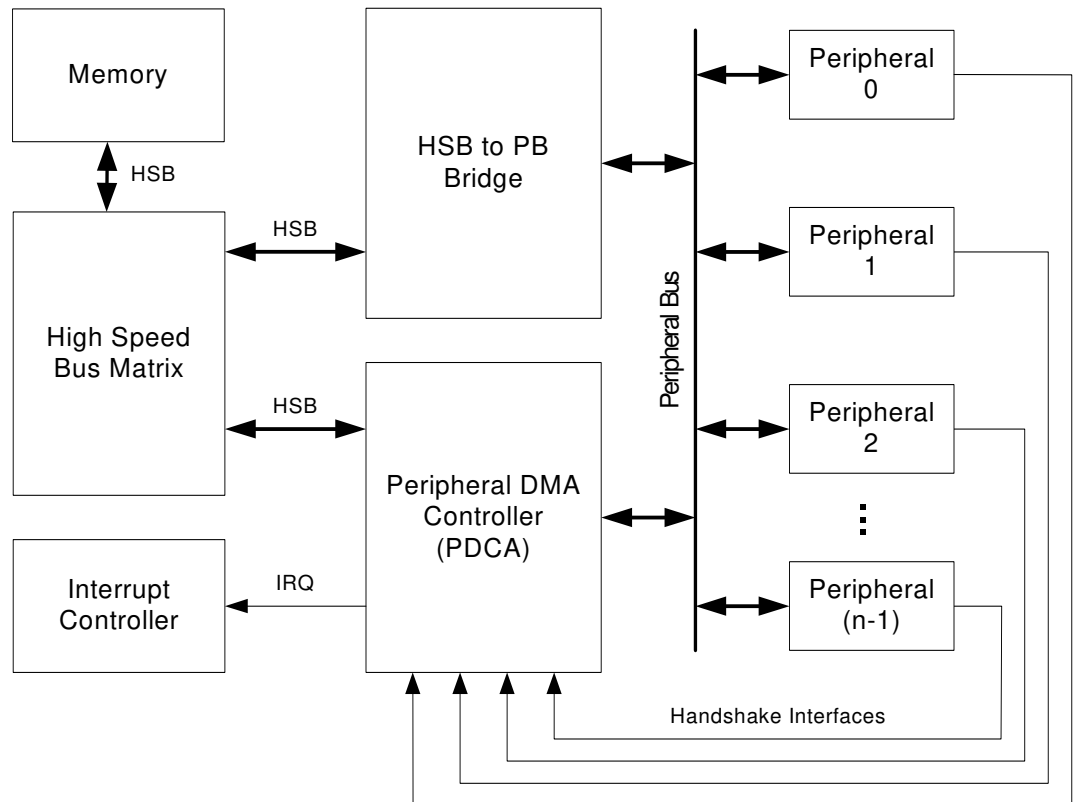 Memory
HSB
High Speed
Bus Matrix
HSB
HSB
HSB to PB
Bridge
Peripheral DMA
Controller
(PDCA)
Interrupt
Controller
IRQ
Peripheral Bus
Peripheral
0
Peripheral
1
Peripheral
2
Peripheral
(n-1)
Handshake Interfaces